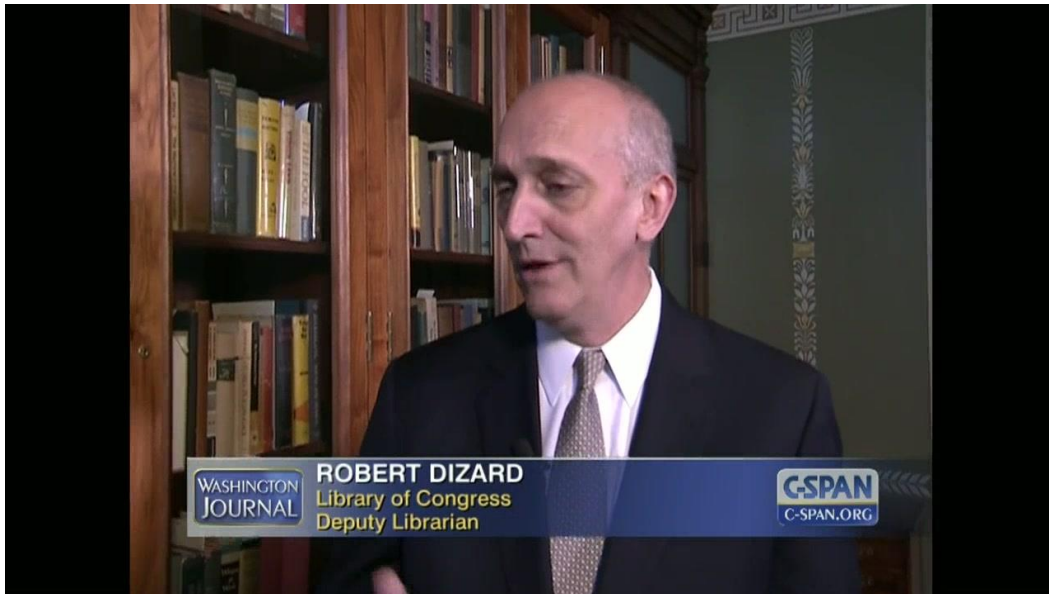 WASHINGTON
JOURNAL
ROBERT DIZARD
Library of Congress
Deputy Librarian
C-SPAN
C-SPAN.ORG